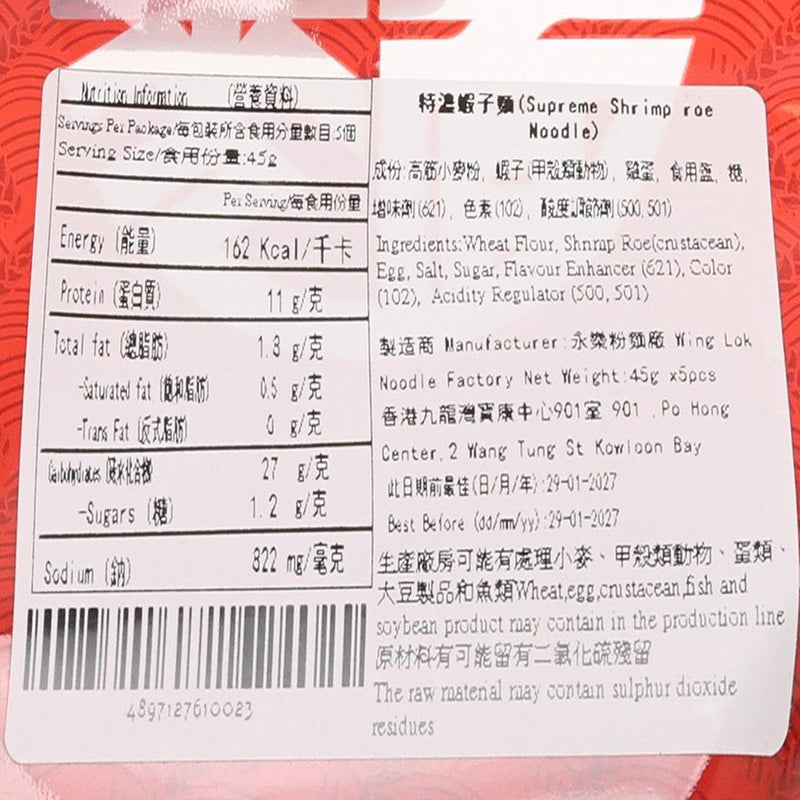 Nutrition Information (營養資料)
Servings Per Package/每包裝所含食用分量數目:5個
Serving Size/食用份量:45g
Per Serving/每食用份量
Energy (能量) 162 Kcal/千卡
Protein (蛋白質) 11 g/克
Total fat (總脂肪) 1.3 g/克
-Saturated fat (飽和脂肪) 0.5 g/克
-Trans Fat (反式脂肪) 0 g/克
Carbohydrates (碳水化合物) 27 g/克
-Sugars (糖) 1.2 g/克
Sodium (鈉) 822 mg/毫克
4897127610023
特濃蝦子麵(Supreme Shrimp roe
Noodle)
成份:高筋小麥粉, 蝦子(甲殼類動物), 雞蛋, 食用鹽, 糖,
增味劑(621), 色素(102), 酸度調節劑(500,501)
Ingredients:Wheat Flour, Shrimp Roe(crustacean),
Egg, Salt, Sugar, Flavour Enhancer (621), Color
(102), Acidity Regulator (500, 501)
製造商 Manufacturer:永樂粉麵廠 Wing Lok
Noodle Factory Net Weight:45g x5pcs
香港九龍灣寶康中心901室 901 ,Po Hong
Center,2 Wang Tung St Kowloon Bay
此日期前最佳(日/月/年):29-01-2027
Best Before (dd/mm/yy):29-01-2027
生產廠房可能有處理小麥、甲殼類動物、蛋類、
大豆製品和魚類Wheat,egg,crustacean,fish and
soybean product may contain in the production line
原材料有可能留有二氧化硫殘留
The raw material may contain sulphur dioxide
residues